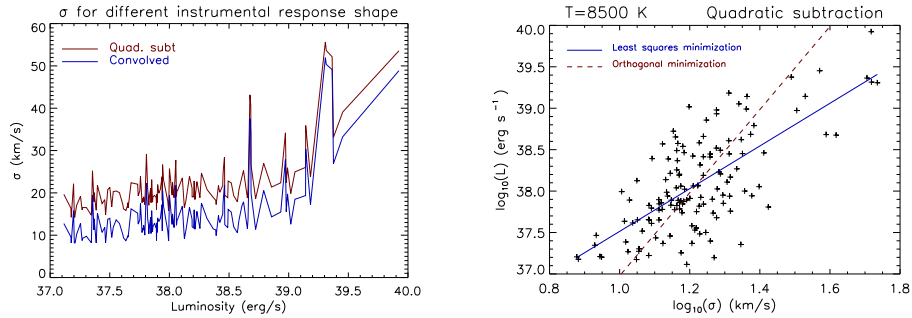 σ for different instrumental response shape
Quad. subt
Convolved
σ (km/s)
60
50
40
30
20
10
0
37.0 37.5 38.0 38.5 39.0 39.5 40.0
Luminosity (erg/s)
T=8500 K Quadratic subtraction
Least squares minimization
Orthogonal minimization
log10(L) (erg s⁻¹)
40.0
39.5
39.0
38.5
38.0
37.5
37.0
0.8 1.0 1.2 1.4 1.6 1.8
log10(σ) (km/s)